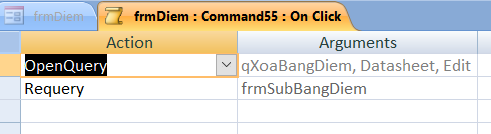 frmDiem frmDiem : Command55 : On Click
Action Arguments
OpenQuery qXoaBangDiem, Datasheet, Edit
Requery frmSubBangDiem